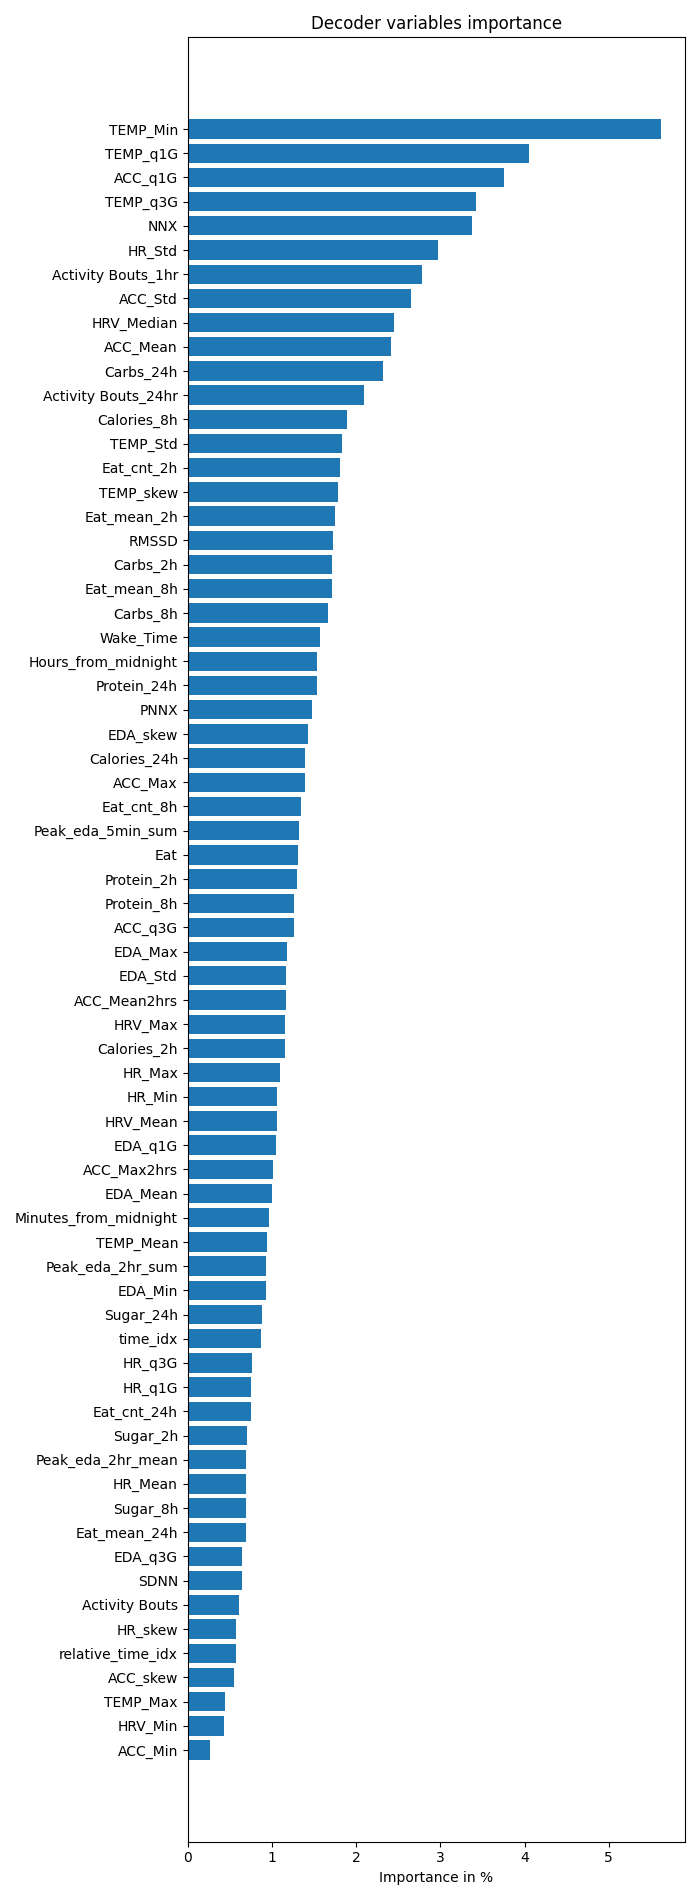 Decoder variables importance
TEMP_Min
TEMP_q1G
ACC_q1G
TEMP_q3G
NNX
HR_Std
Activity Bouts_1hr
ACC_Std
HRV_Median
ACC_Mean
Carbs_24h
Activity Bouts_24hr
Calories_8h
TEMP_Std
Eat_cnt_2h
TEMP_skew
Eat_mean_2h
RMSSD
Carbs_2h
Eat_mean_8h
Carbs_8h
Wake_Time
Hours_from_midnight
Protein_24h
PNNX
EDA_skew
Calories_24h
ACC_Max
Eat_cnt_8h
Peak_eda_5min_sum
Eat
Protein_2h
Protein_8h
ACC_q3G
EDA_Max
EDA_Std
ACC_Mean2hrs
HRV_Max
Calories_2h
HR_Max
HR_Min
HRV_Mean
EDA_q1G
ACC_Max2hrs
EDA_Mean
Minutes_from_midnight
TEMP_Mean
Peak_eda_2hr_sum
EDA_Min
Sugar_24h
time_idx
HR_q3G
HR_q1G
Eat_cnt_24h
Sugar_2h
Peak_eda_2hr_mean
HR_Mean
Sugar_8h
Eat_mean_24h
EDA_q3G
SDNN
Activity Bouts
HR_skew
relative_time_idx
ACC_skew
TEMP_Max
HRV_Min
ACC_Min
0 1 2 3 4 5
Importance in %